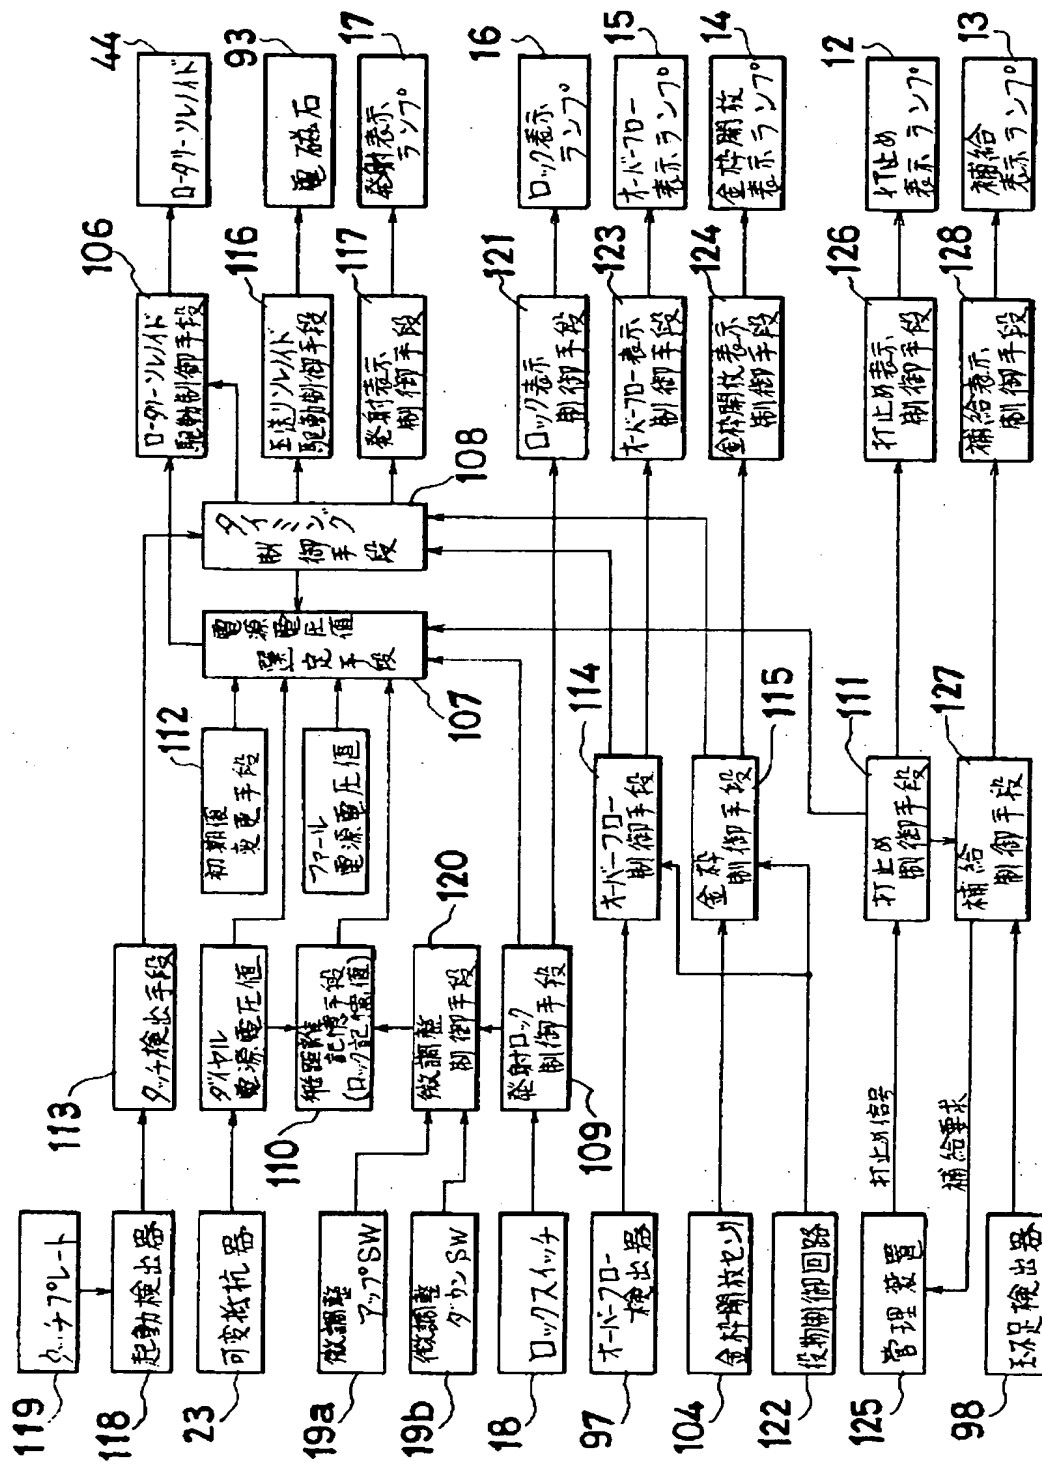 119
タッチプレート
118
起動検出器
23
可変抵抗器
19a
微調整
アップSW
19b
微調整
ダウンSW
18
ロックスイッチ
97
オーバーフロー
検出器
104
金枠開放センサ
122
役物制御回路
125
管理装置
98
玉不足検出器
打止め信号
補給要求
113
タッチ検出手段
ダイヤル
電源電圧値
110
飛距離
記憶手段
(ロック記憶値)
120
微調整
制御手段
109
発射ロック
制御手段
112
初期値
変更手段
ファール
電源電圧値
114
オーバーフロー
制御手段
115
金枠
制御手段
111
打止め
制御手段
127
補給
制御手段
107
電源電圧値
選定手段
108
タイミング
制御手段
106
ロータリーソレノイド
駆動制御手段
116
玉送りソレノイド
駆動制御手段
117
発射表示
制御手段
121
ロック表示
制御手段
123
オーバーフロー表示
制御手段
124
金枠開放表示
制御手段
126
打止め表示
制御手段
128
補給表示
制御手段
44
ロータリーソレノイド
93
電磁石
17
発射表示
ランプ
16
ロック表示
ランプ
15
オーバーフロー
表示ランプ
14
金枠開放
表示ランプ
12
打止め
表示ランプ
13
補給
表示ランプ